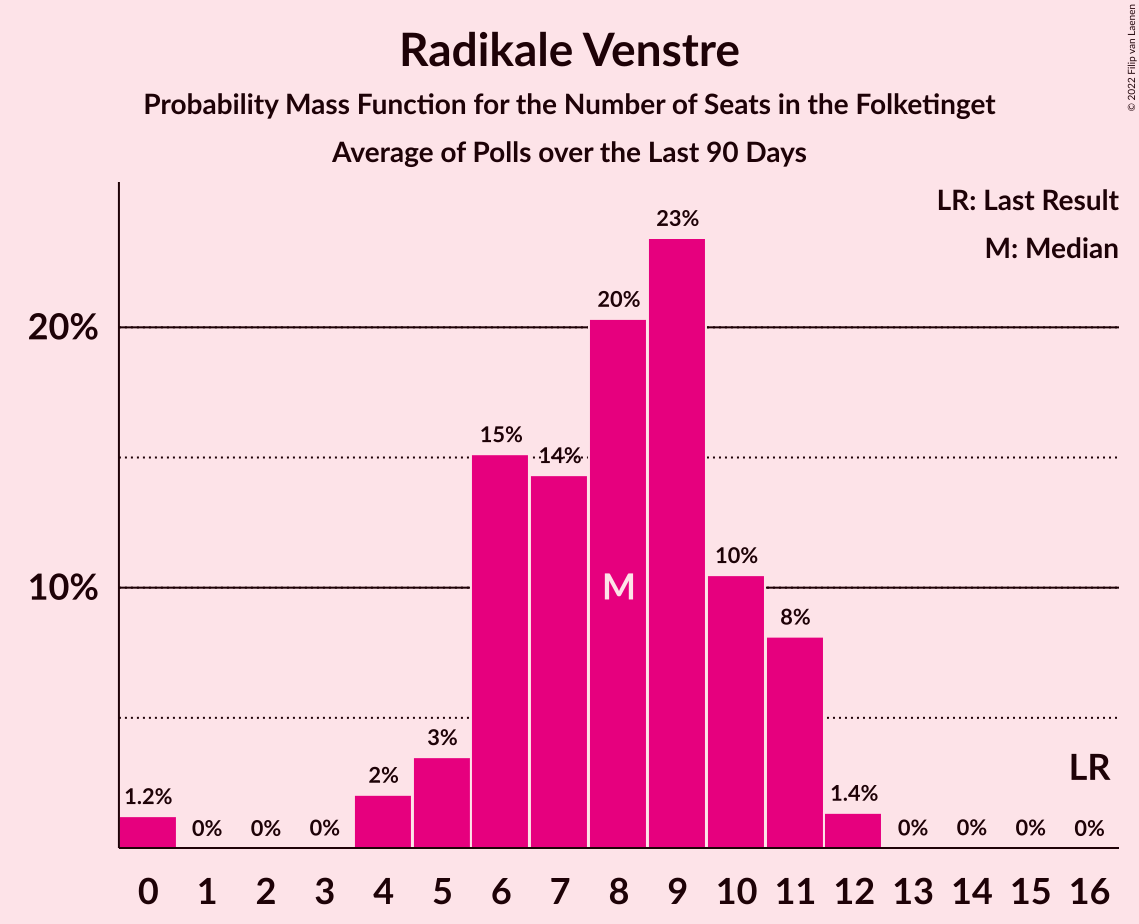 Radikale Venstre
Probability Mass Function for the Number of Seats in the Folketinget
Average of Polls over the Last 90 Days
© 2022 Filip van Laenen
LR: Last Result
M: Median
23%
20%
20%
15%
14%
10%
10%
M
8%
3%
LR
2%
1.2%
1.4%
0% 0% 0% 0% 0% 0% 0%
0 1 2 3 4 5 6 7 8 9 10 11 12 13 14 15 16